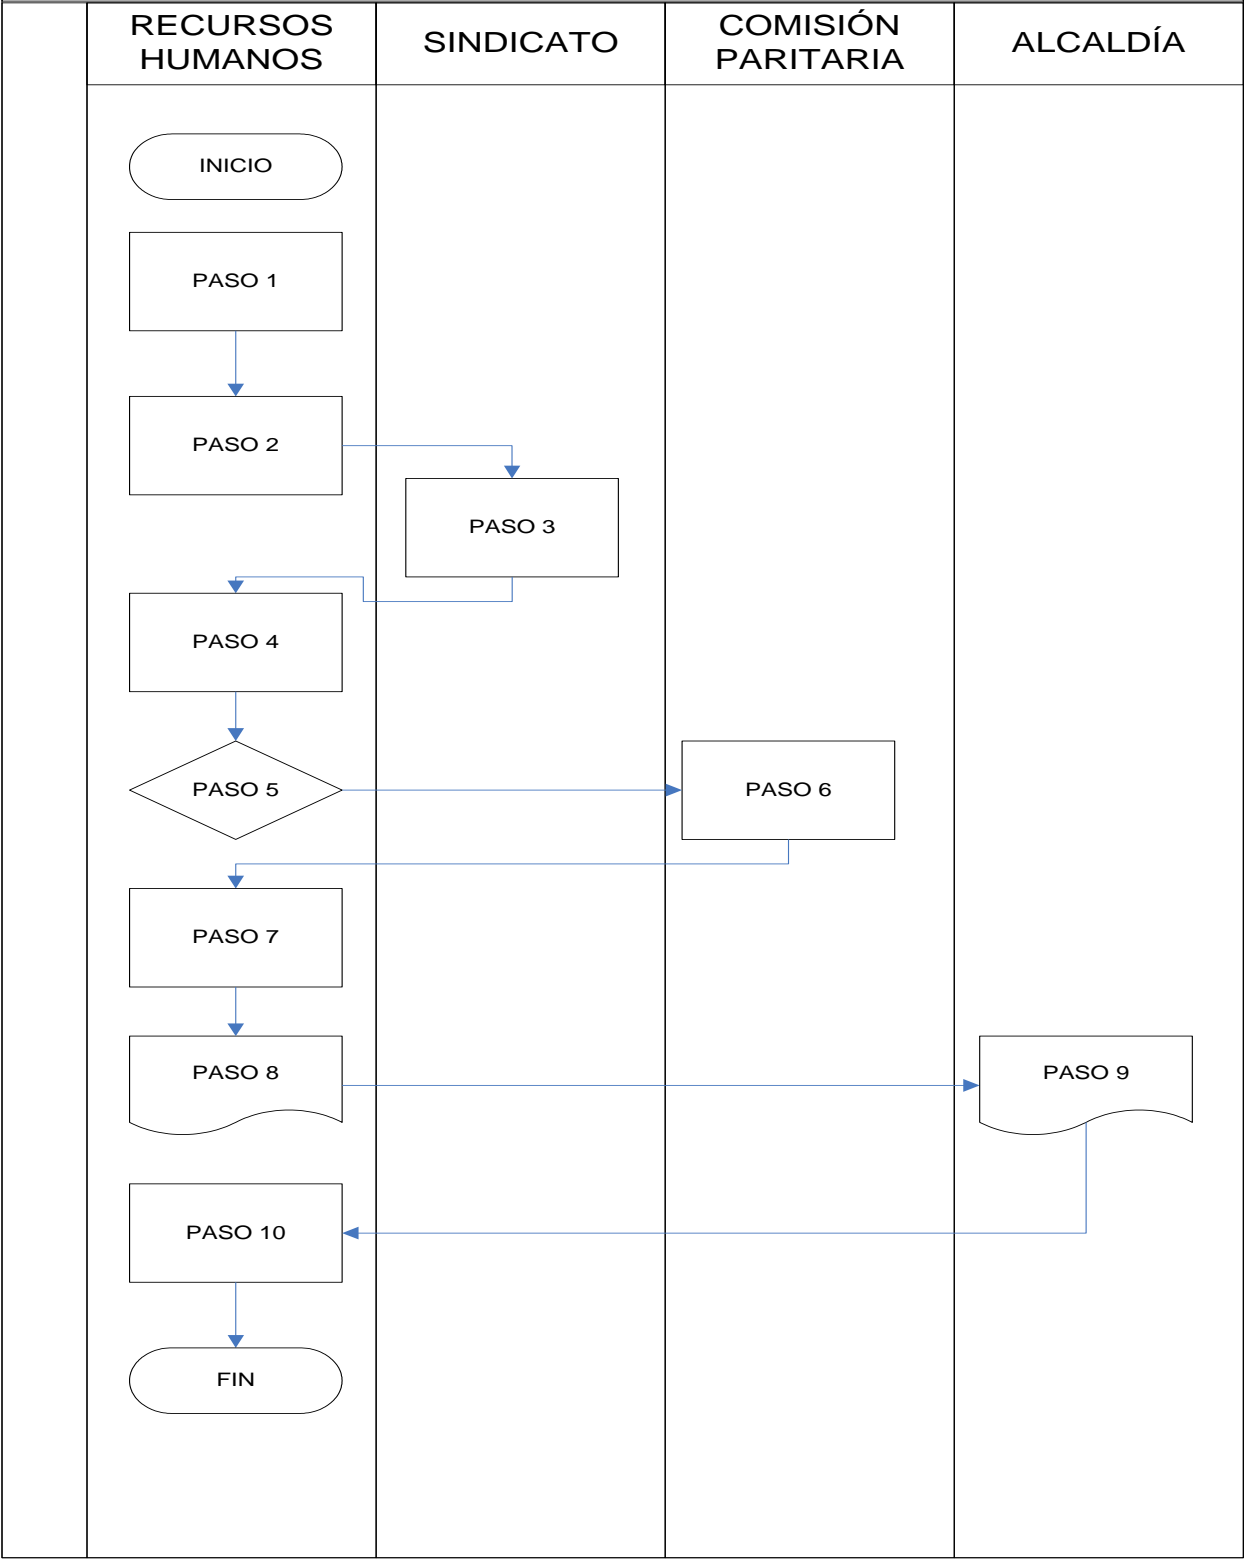 RECURSOS
HUMANOS
SINDICATO
COMISIÓN
PARITARIA
ALCALDÍA
INICIO
PASO 1
PASO 2
PASO 3
PASO 4
PASO 5
PASO 6
PASO 7
PASO 8
PASO 9
PASO 10
FIN